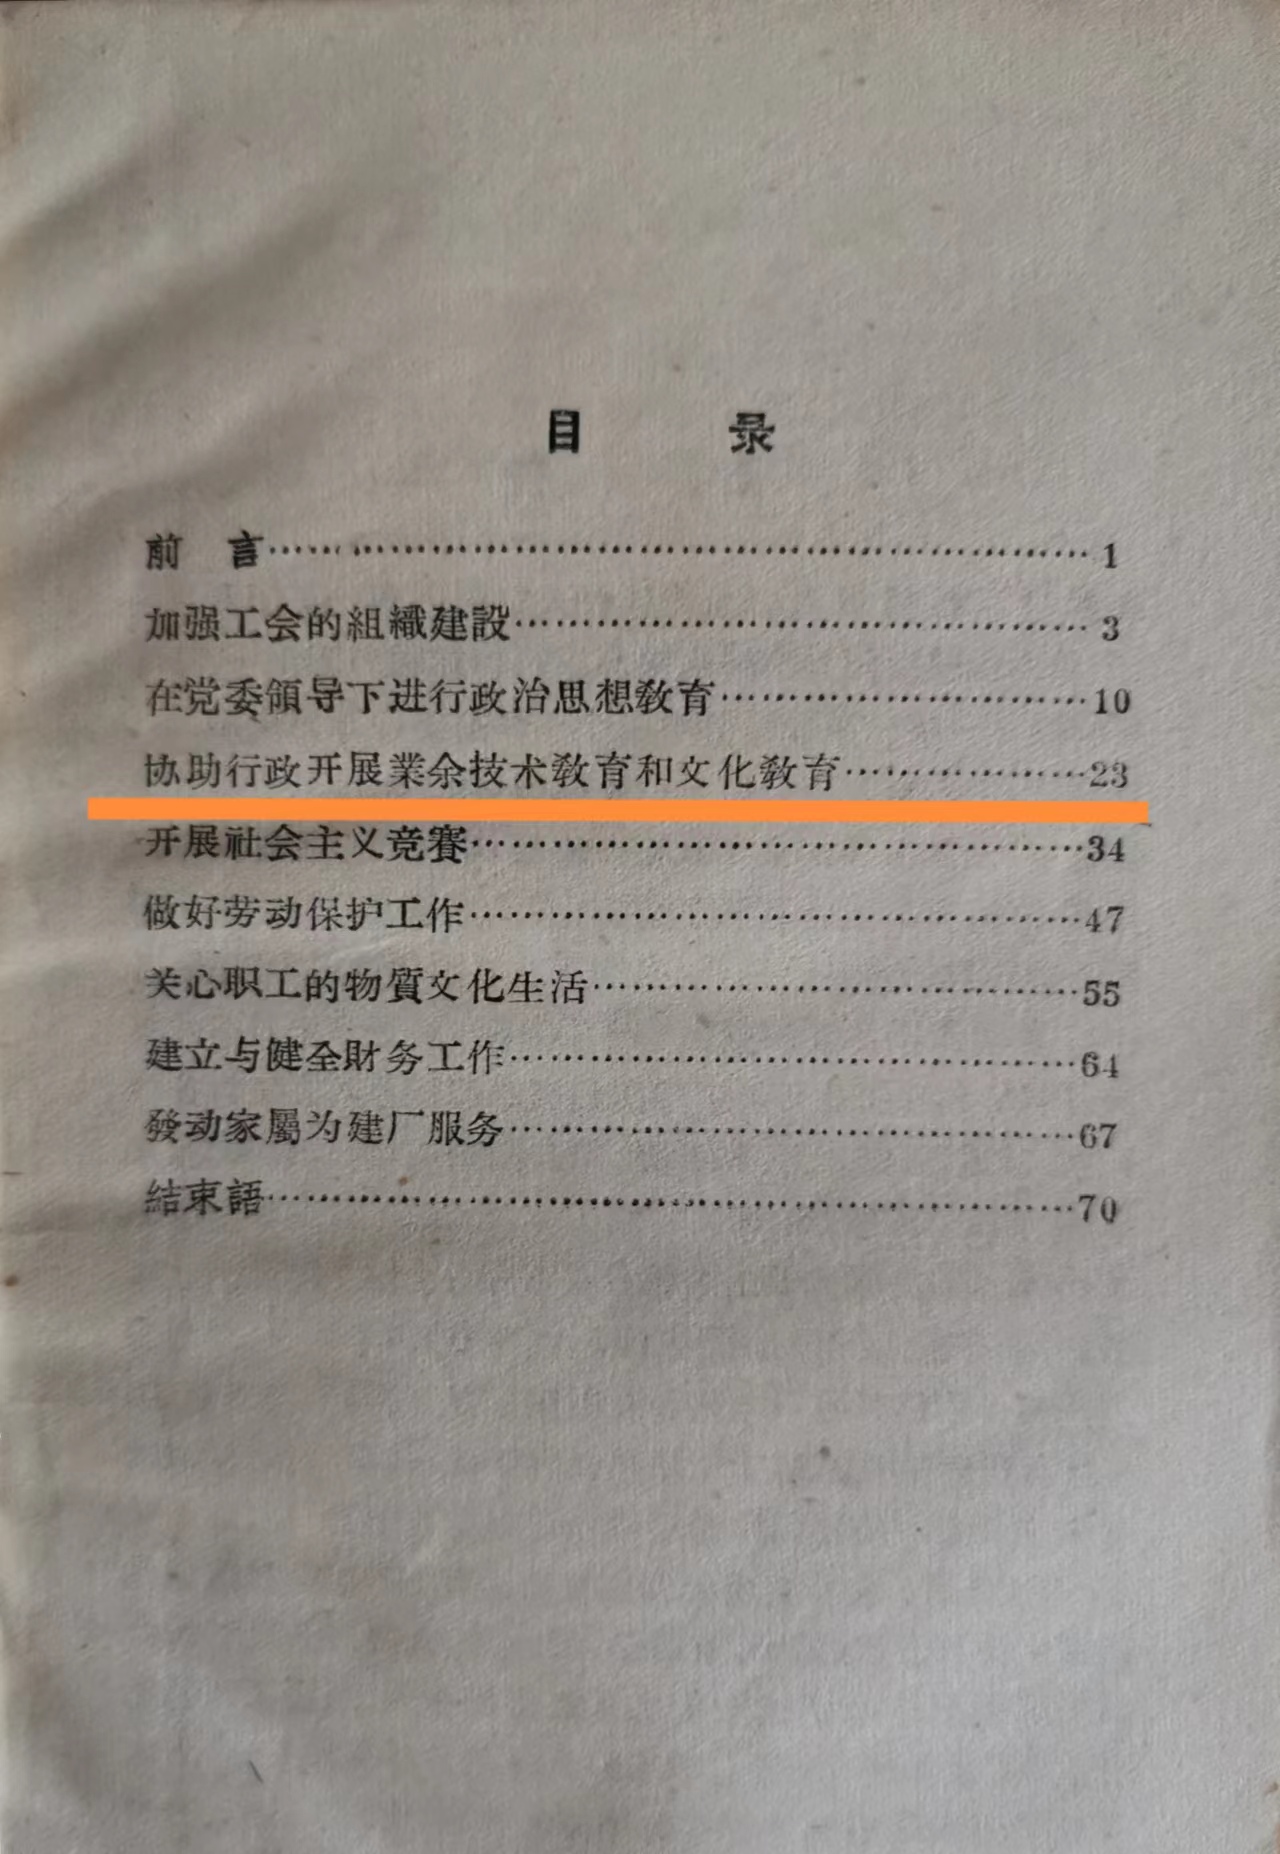 目 录
前 言……………………………………………………1
加强工会的組織建設……………………………………3
在党委領导下进行政治思想敎育………………………10
协助行政开展業余技术敎育和文化敎育………………23
开展社会主义竞賽………………………………………34
做好劳动保护工作………………………………………47
关心职工的物質文化生活………………………………55
建立与健全財务工作……………………………………64
發动家屬为建厂服务……………………………………67
結束語……………………………………………………70